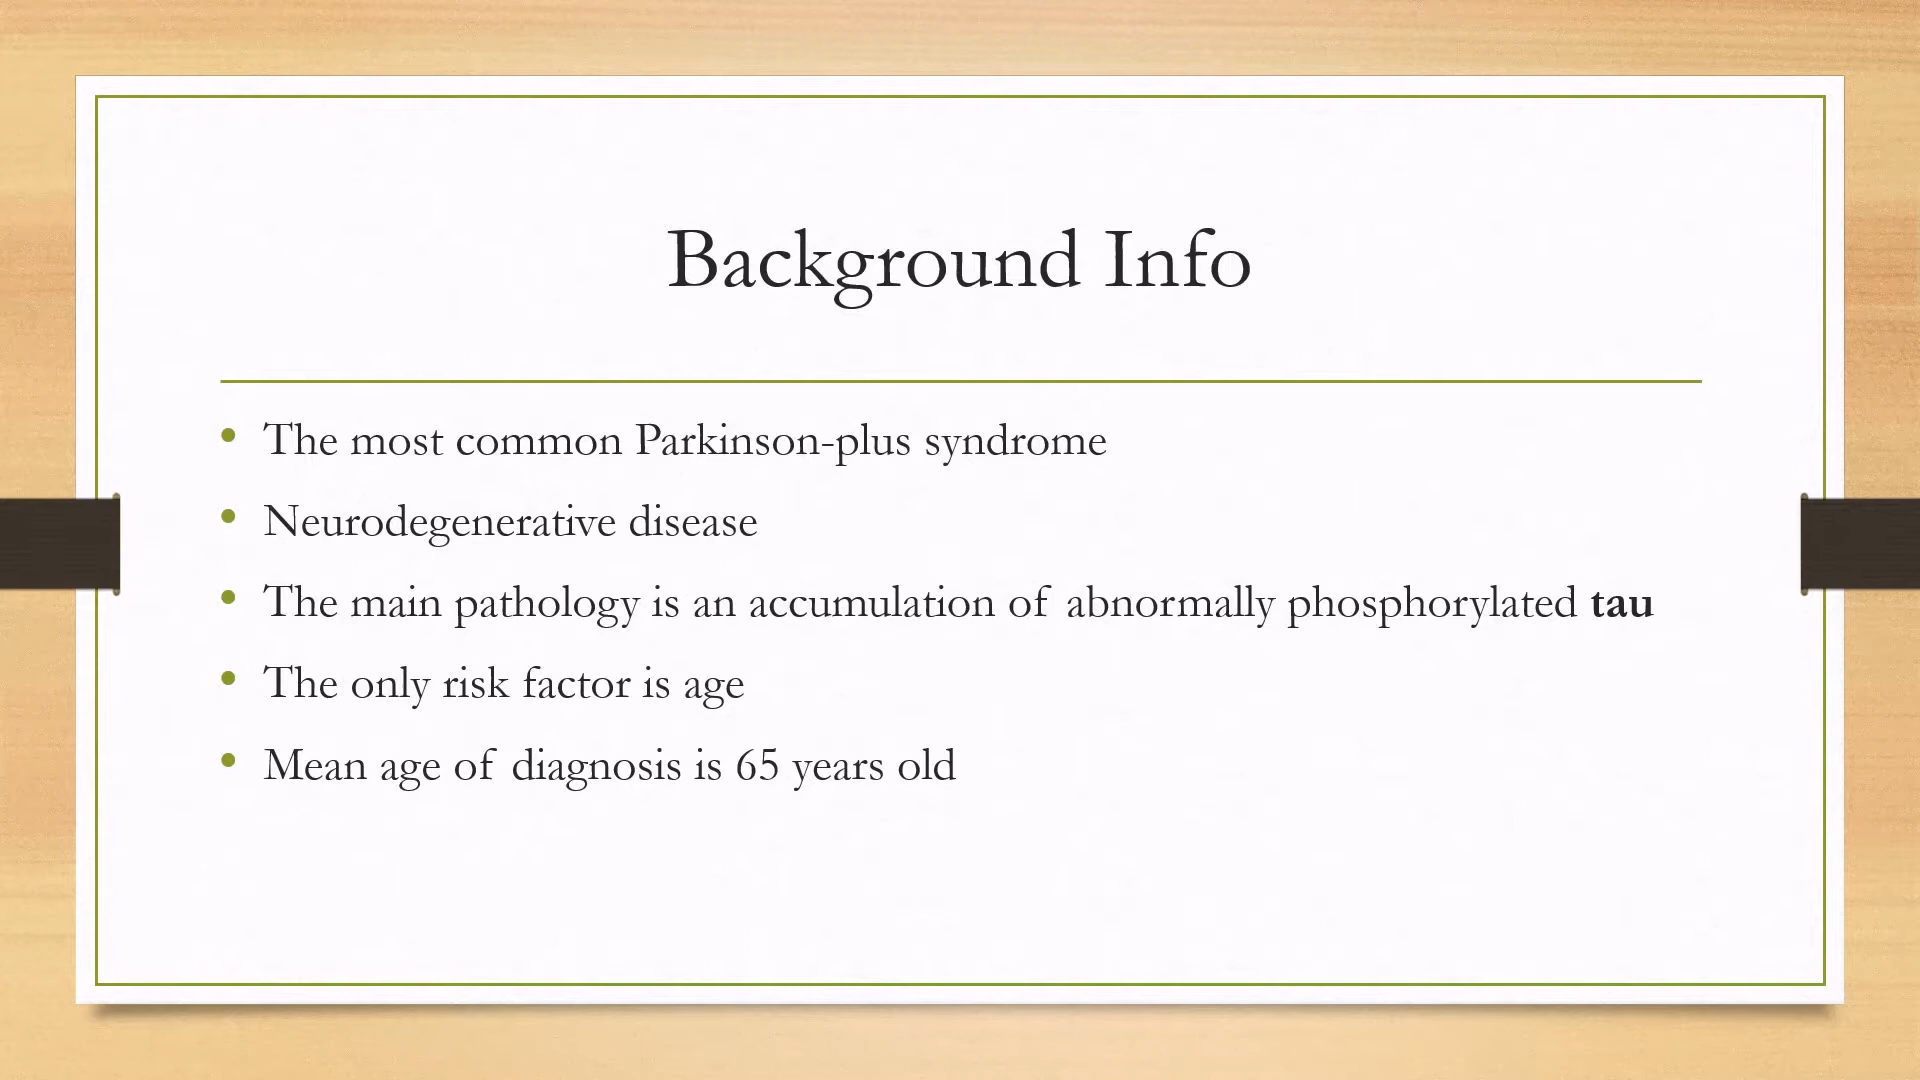 Background Info
• The most common Parkinson-plus syndrome
• Neurodegenerative disease
• The main pathology is an accumulation of abnormally phosphorylated tau
• The only risk factor is age
• Mean age of diagnosis is 65 years old